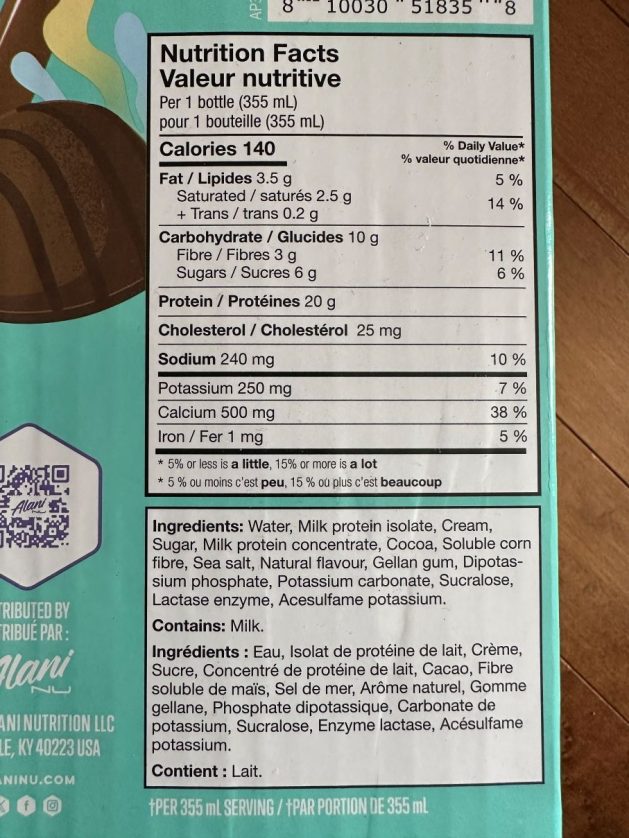 8 10030 51835 8
Nutrition Facts
Valeur nutritive
Per 1 bottle (355 mL)
pour 1 bouteille (355 mL)
Calories 140
% Daily Value*
% valeur quotidienne*
Fat / Lipides 3.5 g 5 %
Saturated / saturés 2.5 g
+ Trans / trans 0.2 g 14 %
Carbohydrate / Glucides 10 g
Fibre / Fibres 3 g 11 %
Sugars / Sucres 6 g 6 %
Protein / Protéines 20 g
Cholesterol / Cholestérol 25 mg
Sodium 240 mg 10 %
Potassium 250 mg 7 %
Calcium 500 mg 38 %
Iron / Fer 1 mg 5 %
* 5% or less is a little, 15% or more is a lot
* 5 % ou moins c'est peu, 15 % ou plus c'est beaucoup
Ingredients: Water, Milk protein isolate, Cream,
Sugar, Milk protein concentrate, Cocoa, Soluble corn
fibre, Sea salt, Natural flavour, Gellan gum, Dipotas-
sium phosphate, Potassium carbonate, Sucralose,
Lactase enzyme, Acesulfame potassium.
Contains: Milk.
Ingrédients : Eau, Isolat de protéine de lait, Crème,
Sucre, Concentré de protéine de lait, Cacao, Fibre
soluble de maïs, Sel de mer, Arôme naturel, Gomme
gellane, Phosphate dipotassique, Carbonate de
potassium, Sucralose, Enzyme lactase, Acésulfame
potassium.
Contient : Lait.
†PER 355 mL SERVING / †PAR PORTION DE 355 mL
Alani
NU
TRIBUTED BY
TRIBUÉ PAR :
Alani
NU
ANI NUTRITION LLC
LE, KY 40223 USA
ANINU.COM